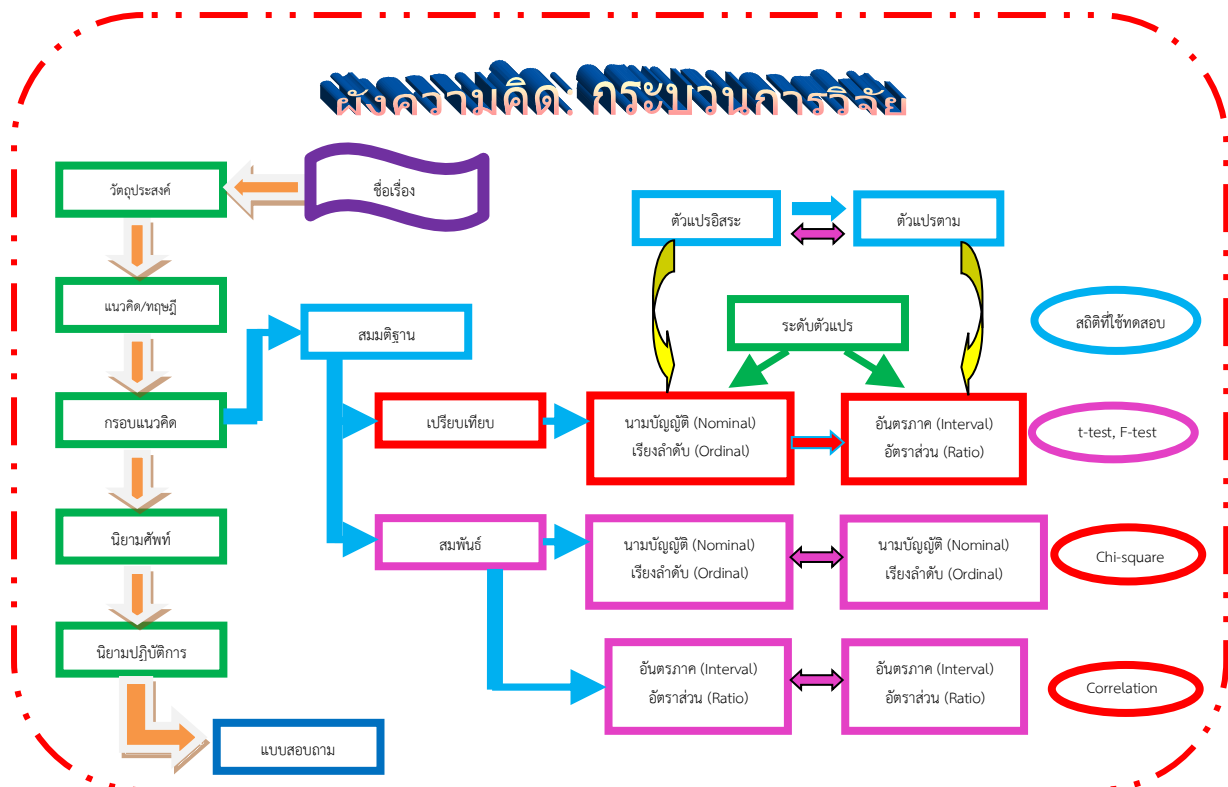 ผังความคิด: กระบวนการวิจัย
วัตถุประสงค์
ชื่อเรื่อง
ตัวแปรอิสระ
ตัวแปรตาม
แนวคิด/ทฤษฎี
สมมติฐาน
ระดับตัวแปร
สถิติที่ใช้ทดสอบ
กรอบแนวคิด
เปรียบเทียบ
นามบัญญัติ (Nominal)
เรียงลำดับ (Ordinal)
อันตรภาค (Interval)
อัตราส่วน (Ratio)
t-test, F-test
นิยามศัพท์
สมพันธ์
นามบัญญัติ (Nominal)
เรียงลำดับ (Ordinal)
นามบัญญัติ (Nominal)
เรียงลำดับ (Ordinal)
Chi-square
นิยามปฏิบัติการ
อันตรภาค (Interval)
อัตราส่วน (Ratio)
อันตรภาค (Interval)
อัตราส่วน (Ratio)
Correlation
แบบสอบถาม